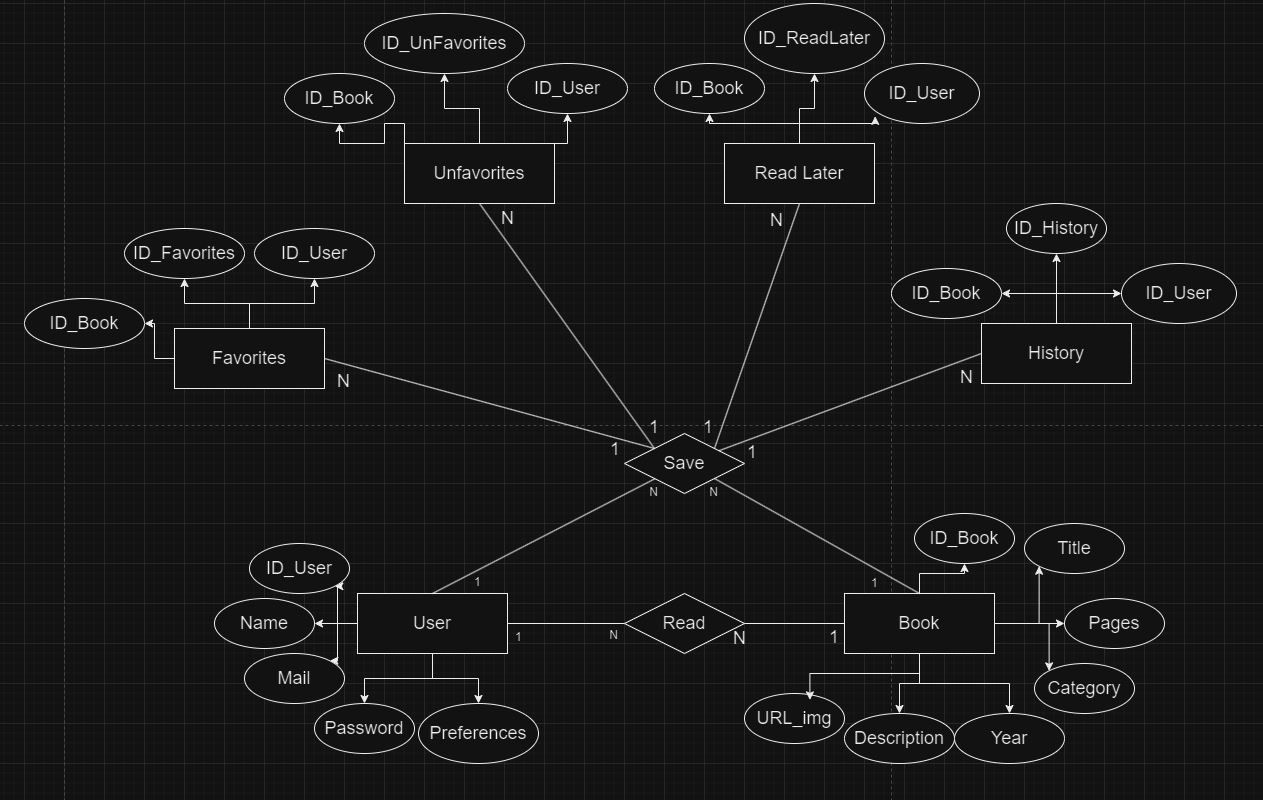 ID_UnFavorites
ID_ReadLater
ID_Book
ID_User
ID_Book
ID_User
Unfavorites
Read Later
N
N
ID_Favorites
ID_User
ID_History
ID_Book
ID_Book
ID_User
Favorites
History
N
N
1
1
1
1
Save
N
N
ID_User
ID_Book
Title
1
1
Name
User
Read
Book
Pages
1
N
N
1
Mail
Category
Password
Preferences
URL_img
Description
Year